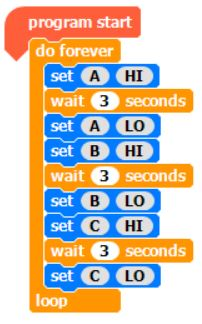 program start
do forever
set A HI
wait 3 seconds
set A LO
set B HI
wait 3 seconds
set B LO
set C HI
wait 3 seconds
set C LO
loop